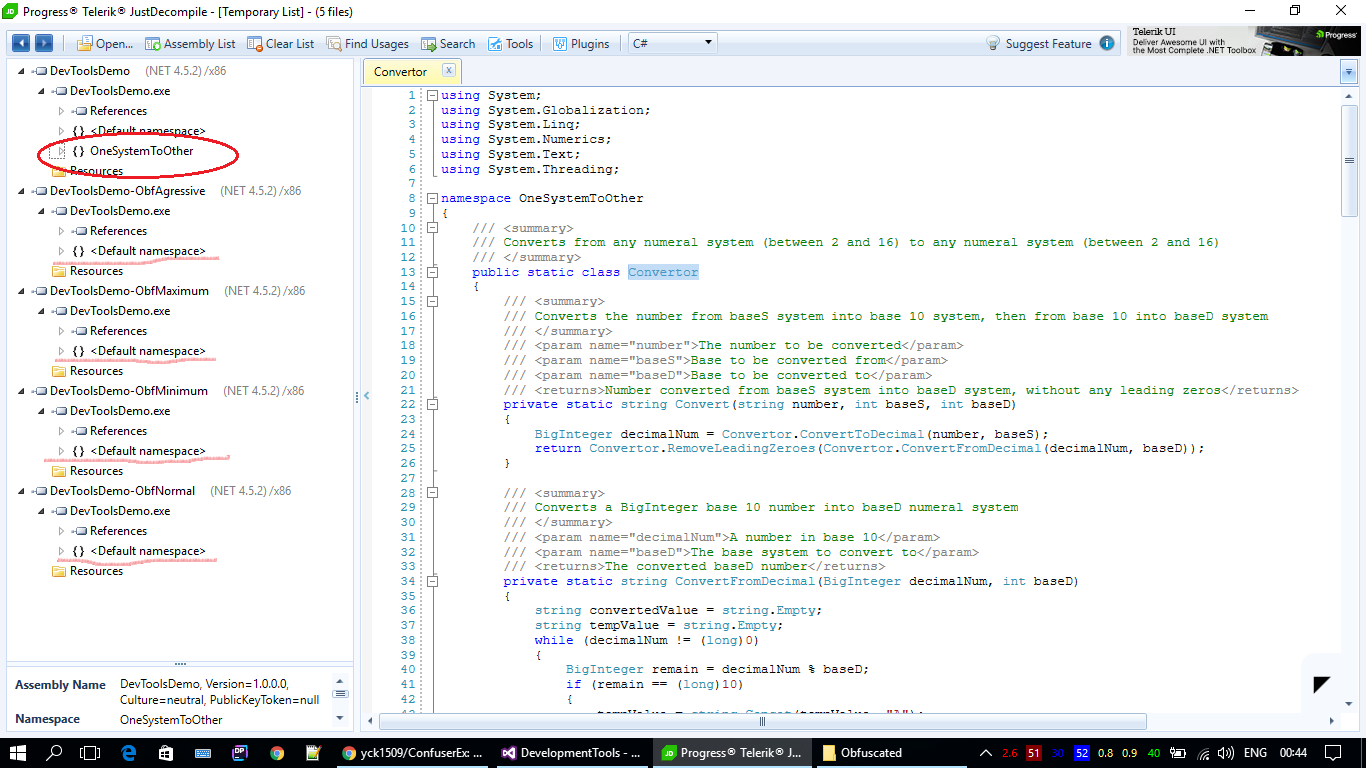 Progress® Telerik® JustDecompile - [Temporary List] - (5 files)
Open... Assembly List Clear List Find Usages Search Tools Plugins C# Suggest Feature
Telerik UI
Deliver Awesome UI with
the Most Complete .NET Toolbox
Progress
DevToolsDemo (NET 4.5.2) /x86
DevToolsDemo.exe
References
{} <Default namespace>
{} OneSystemToOther
Resources
DevToolsDemo-ObfAgressive (NET 4.5.2) /x86
DevToolsDemo.exe
References
{} <Default namespace>
Resources
DevToolsDemo-ObfMaximum (NET 4.5.2) /x86
DevToolsDemo.exe
References
{} <Default namespace>
Resources
DevToolsDemo-ObfMinimum (NET 4.5.2) /x86
DevToolsDemo.exe
References
{} <Default namespace>
Resources
DevToolsDemo-ObfNormal (NET 4.5.2) /x86
DevToolsDemo.exe
References
{} <Default namespace>
Resources
Assembly Name DevToolsDemo, Version=1.0.0.0,
Culture=neutral, PublicKeyToken=null
Namespace OneSystemToOther
Convertor x
1 using System;
2 using System.Globalization;
3 using System.Linq;
4 using System.Numerics;
5 using System.Text;
6 using System.Threading;
7
8 namespace OneSystemToOther
9 {
10 /// <summary>
11 /// Converts from any numeral system (between 2 and 16) to any numeral system (between 2 and 16)
12 /// </summary>
13 public static class Convertor
14 {
15 /// <summary>
16 /// Converts the number from baseS system into base 10 system, then from base 10 into baseD system
17 /// </summary>
18 /// <param name="number">The number to be converted</param>
19 /// <param name="baseS">Base to be converted from</param>
20 /// <param name="baseD">Base to be converted to</param>
21 /// <returns>Number converted from baseS system into baseD system, without any leading zeros</returns>
22 private static string Convert(string number, int baseS, int baseD)
23 {
24 BigInteger decimalNum = Convertor.ConvertToDecimal(number, baseS);
25 return Convertor.RemoveLeadingZeroes(Convertor.ConvertFromDecimal(decimalNum, baseD));
26 }
27
28 /// <summary>
29 /// Converts a BigInteger base 10 number into baseD numeral system
30 /// </summary>
31 /// <param name="decimalNum">A number in base 10</param>
32 /// <param name="baseD">The base system to convert to</param>
33 /// <returns>The converted baseD number</returns>
34 private static string ConvertFromDecimal(BigInteger decimalNum, int baseD)
35 {
36 string convertedValue = string.Empty;
37 string tempValue = string.Empty;
38 while (decimalNum != (long)0)
39 {
40 BigInteger remain = decimalNum % baseD;
41 if (remain == (long)10)
42 {
tempValue = string.Concat(tempValue, "A");
yck1509/ConfuserEx: ... DevelopmentTools - ... Progress® Telerik® J... Obfuscated 2.6 51 30 52 0.8 0.9 40 ENG 00:44